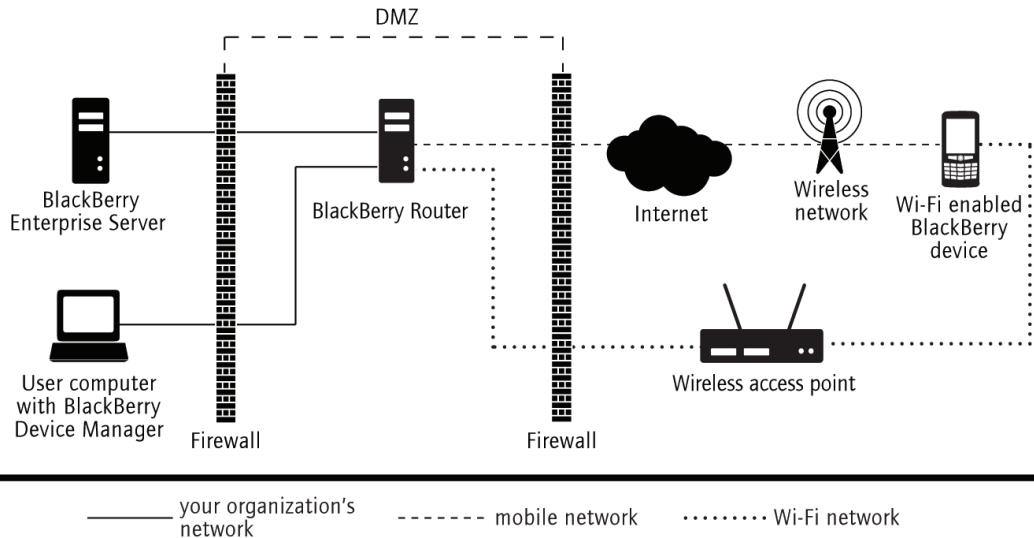 DMZ
BlackBerry
Enterprise Server
BlackBerry Router
Internet
Wireless
network
Wi-Fi enabled
BlackBerry
device
User computer
with BlackBerry
Device Manager
Firewall
Firewall
Wireless access point
your organization's
network
mobile network
Wi-Fi network